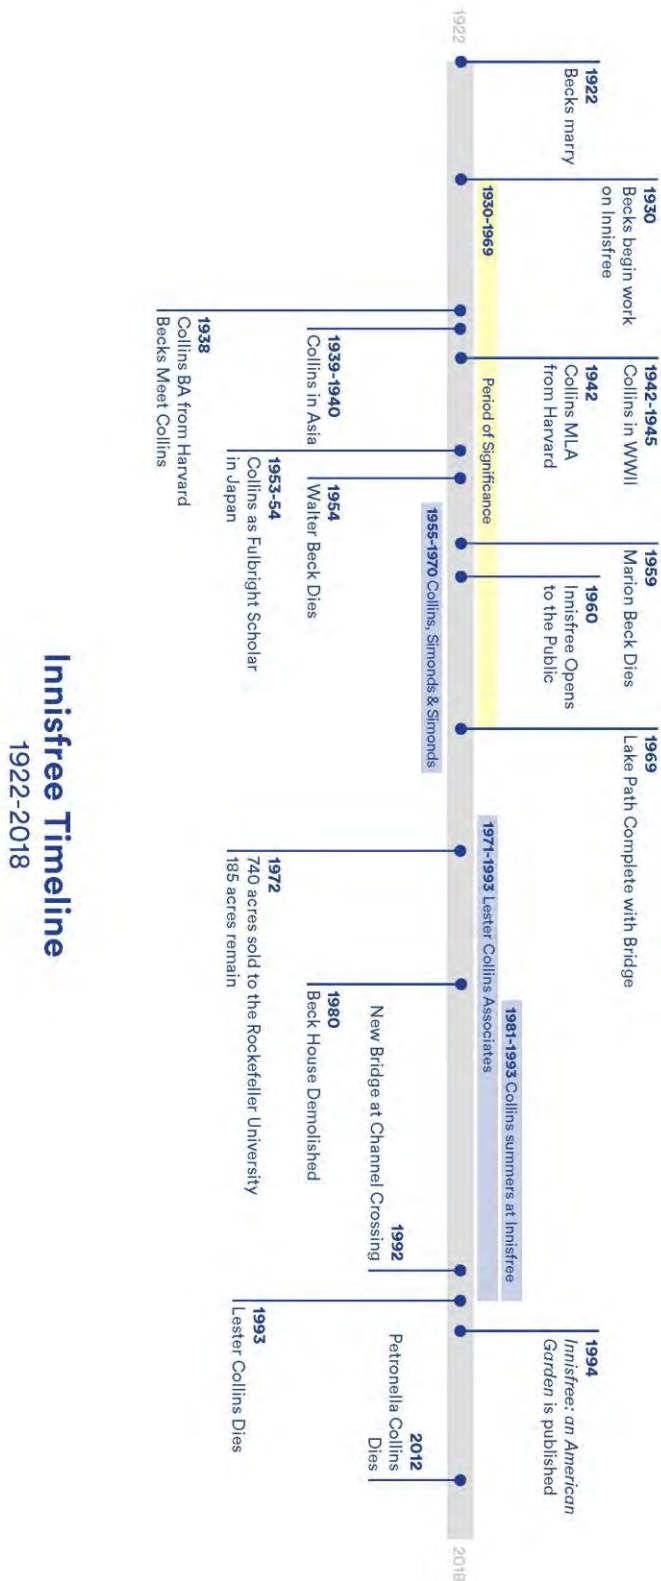 1922
1922
Becks marry
1930
Becks begin work
on Innisfree
1930-1969
Period of Significance
1938
Collins BA from Harvard
Becks Meet Collins
1939-1940
Collins in Asia
1942-1945
Collins in WWII
1942
Collins MLA
from Harvard
1953-54
Collins as Fulbright Scholar
in Japan
1954
Walter Beck Dies
1955-1970 Collins, Simonds & Simonds
1959
Marion Beck Dies
1960
Innisfree Opens
to the Public
1969
Lake Path Complete with Bridge
1971-1993 Lester Collins Associates
1972
740 acres sold to the Rockefeller University
185 acres remain
1980
Beck House Demolished
1981-1993 Collins summers at Innisfree
1992
New Bridge at Channel Crossing
1993
Lester Collins Dies
1994
Innisfree: an American
Garden is published
2012
Petronella Collins
Dies
2018
Innisfree Timeline
1922-2018